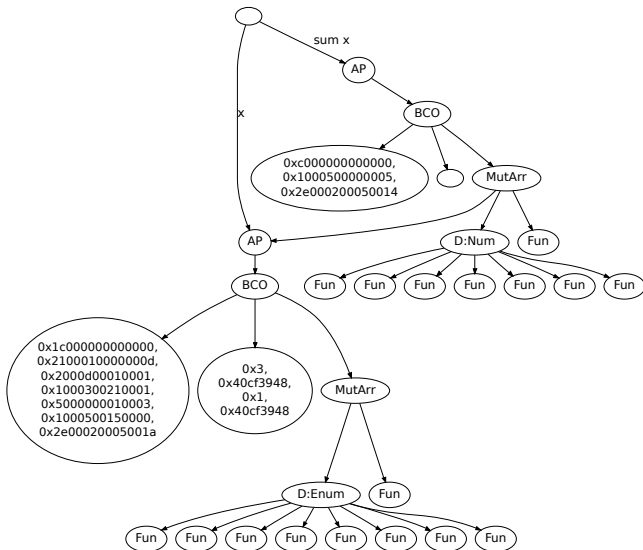 sum x
AP
BCO
x
0xc000000000000,
0x1000500000005,
0x2e000200050014
MutArr
AP
D:Num
Fun
Fun
Fun
Fun
Fun
Fun
Fun
Fun
BCO
0x1c000000000000,
0x2100010000000d,
0x2000d00010001,
0x1000300210001,
0x5000000010003,
0x1000500150000,
0x2e00020005001a
0x3,
0x40cf3948,
0x1,
0x40cf3948
MutArr
D:Enum
Fun
Fun
Fun
Fun
Fun
Fun
Fun
Fun
Fun